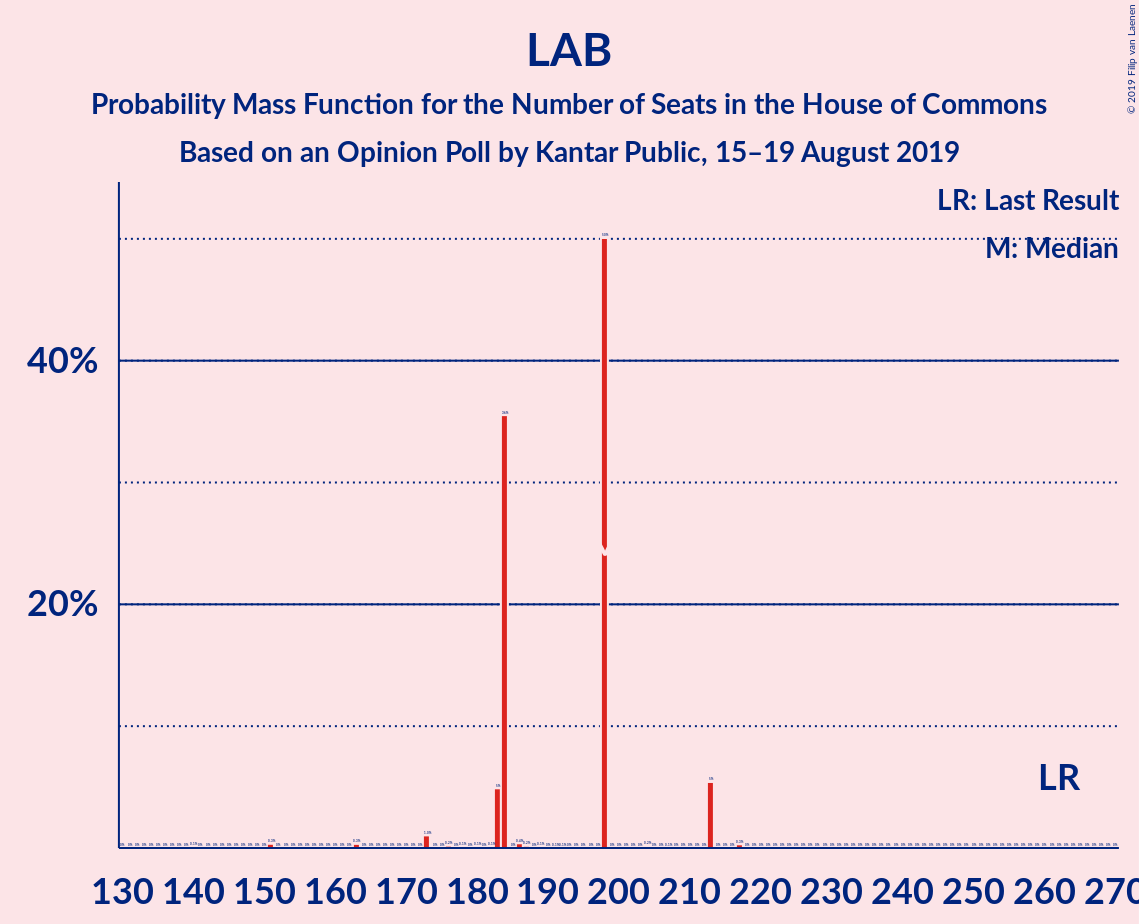 LAB
Probability Mass Function for the Number of Seats in the House of Commons
Based on an Opinion Poll by Kantar Public, 15–19 August 2019
© 2019 Filip van Laenen
LR: Last Result
M: Median
40%
20%
LR
130 140 150 160 170 180 190 200 210 220 230 240 250 260 270